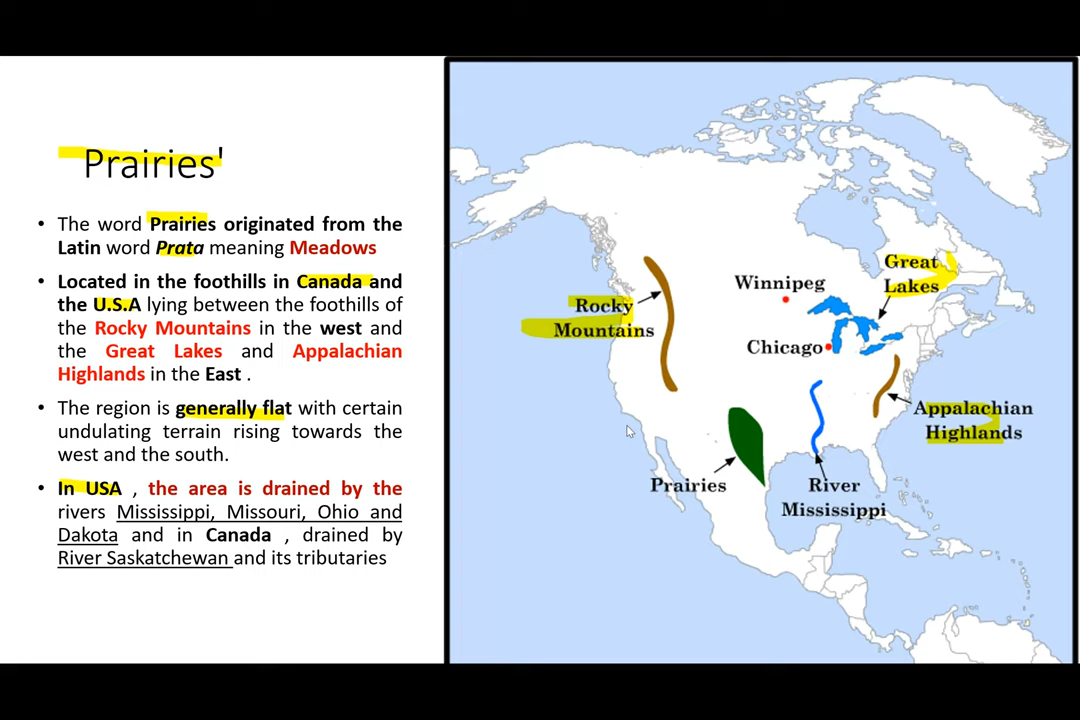 Prairies'
• The word Prairies originated from the
Latin word Prata meaning Meadows
• Located in the foothills in Canada and
the U.S.A lying between the foothills of
the Rocky Mountains in the west and
the Great Lakes and Appalachian
Highlands in the East .
• The region is generally flat with certain
undulating terrain rising towards the
west and the south.
• In USA , the area is drained by the
rivers Mississippi, Missouri, Ohio and
Dakota and in Canada , drained by
River Saskatchewan and its tributaries
Great
Lakes
Winnipeg
Rocky
Mountains
Chicago
Appalachian
Highlands
Prairies
River
Mississippi